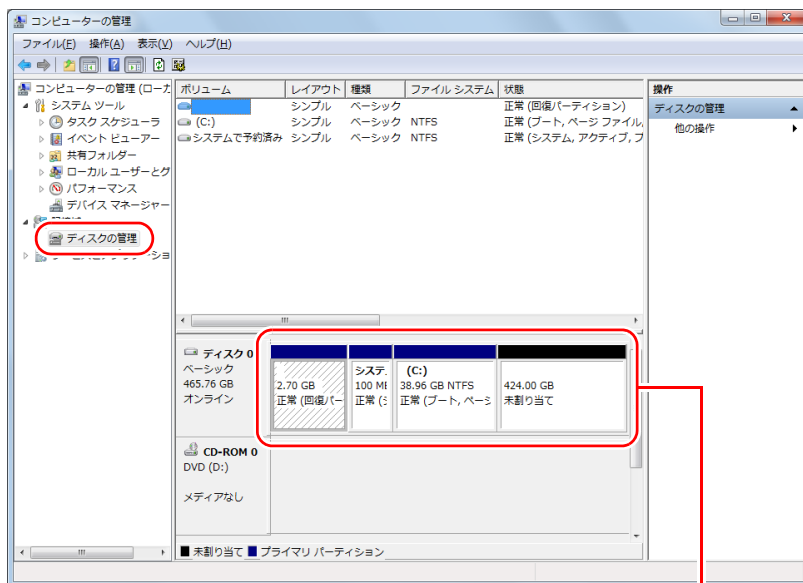 コンピューターの管理
ファイル(F) 操作(A) 表示(V) ヘルプ(H)
コンピューターの管理 (ローカ
システム ツール
タスク スケジューラ
イベント ビューアー
共有フォルダー
ローカル ユーザーとグ
パフォーマンス
デバイス マネージャー
ディスクの管理
ボリューム レイアウト 種類 ファイル システム 状態
シンプル ベーシック 正常 (回復パーティション)
(C:) シンプル ベーシック NTFS 正常 (ブート, ページ ファイル,
システムで予約済み シンプル ベーシック NTFS 正常 (システム, アクティブ, プ
操作
ディスクの管理
他の操作
ディスク 0
ベーシック
465.76 GB
オンライン
2.70 GB
正常 (回復パー
システ.
100 MB
正常 (シ
(C:)
38.96 GB NTFS
正常 (ブート, ページ
424.00 GB
未割り当て
CD-ROM 0
DVD (D:)
メディアなし
未割り当て プライマリ パーティション